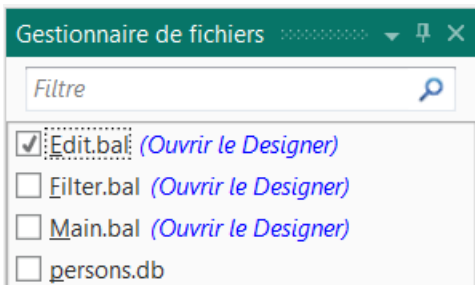 Gestionnaire de fichiers
Filtre
Edit.bal (Ouvrir le Designer)
Filter.bal (Ouvrir le Designer)
Main.bal (Ouvrir le Designer)
persons.db